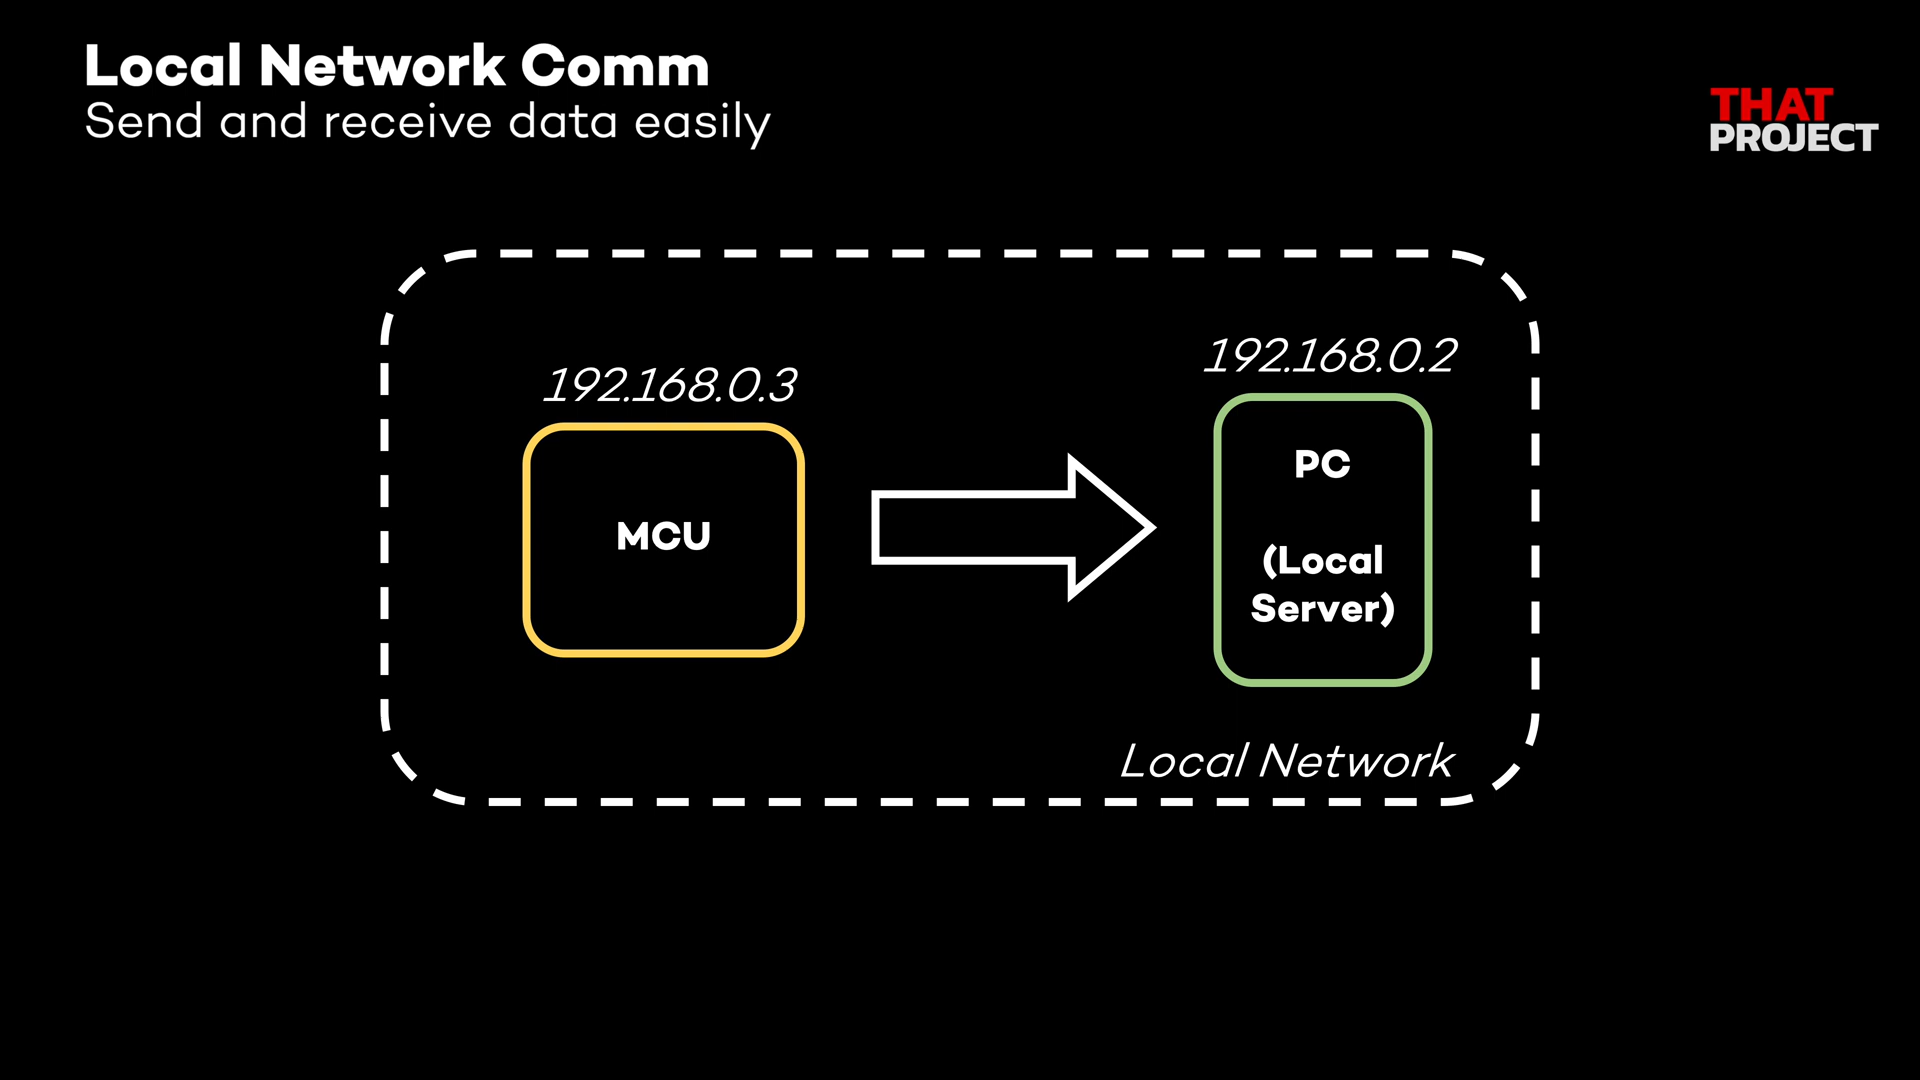 Local Network Comm
Send and receive data easily
THAT
PROJECT
192.168.0.3
MCU
192.168.0.2
PC
(Local
Server)
Local Network